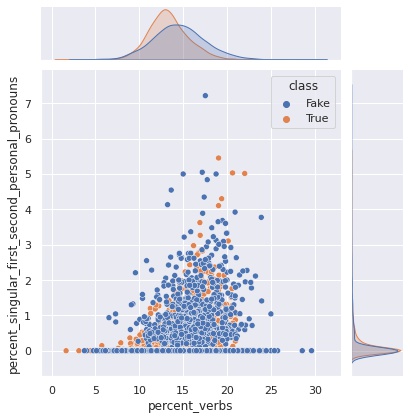 class
Fake
True
7
6
5
4
3
2
1
0
0 5 10 15 20 25 30
percent_verbs
percent_singular_first_second_personal_pronouns